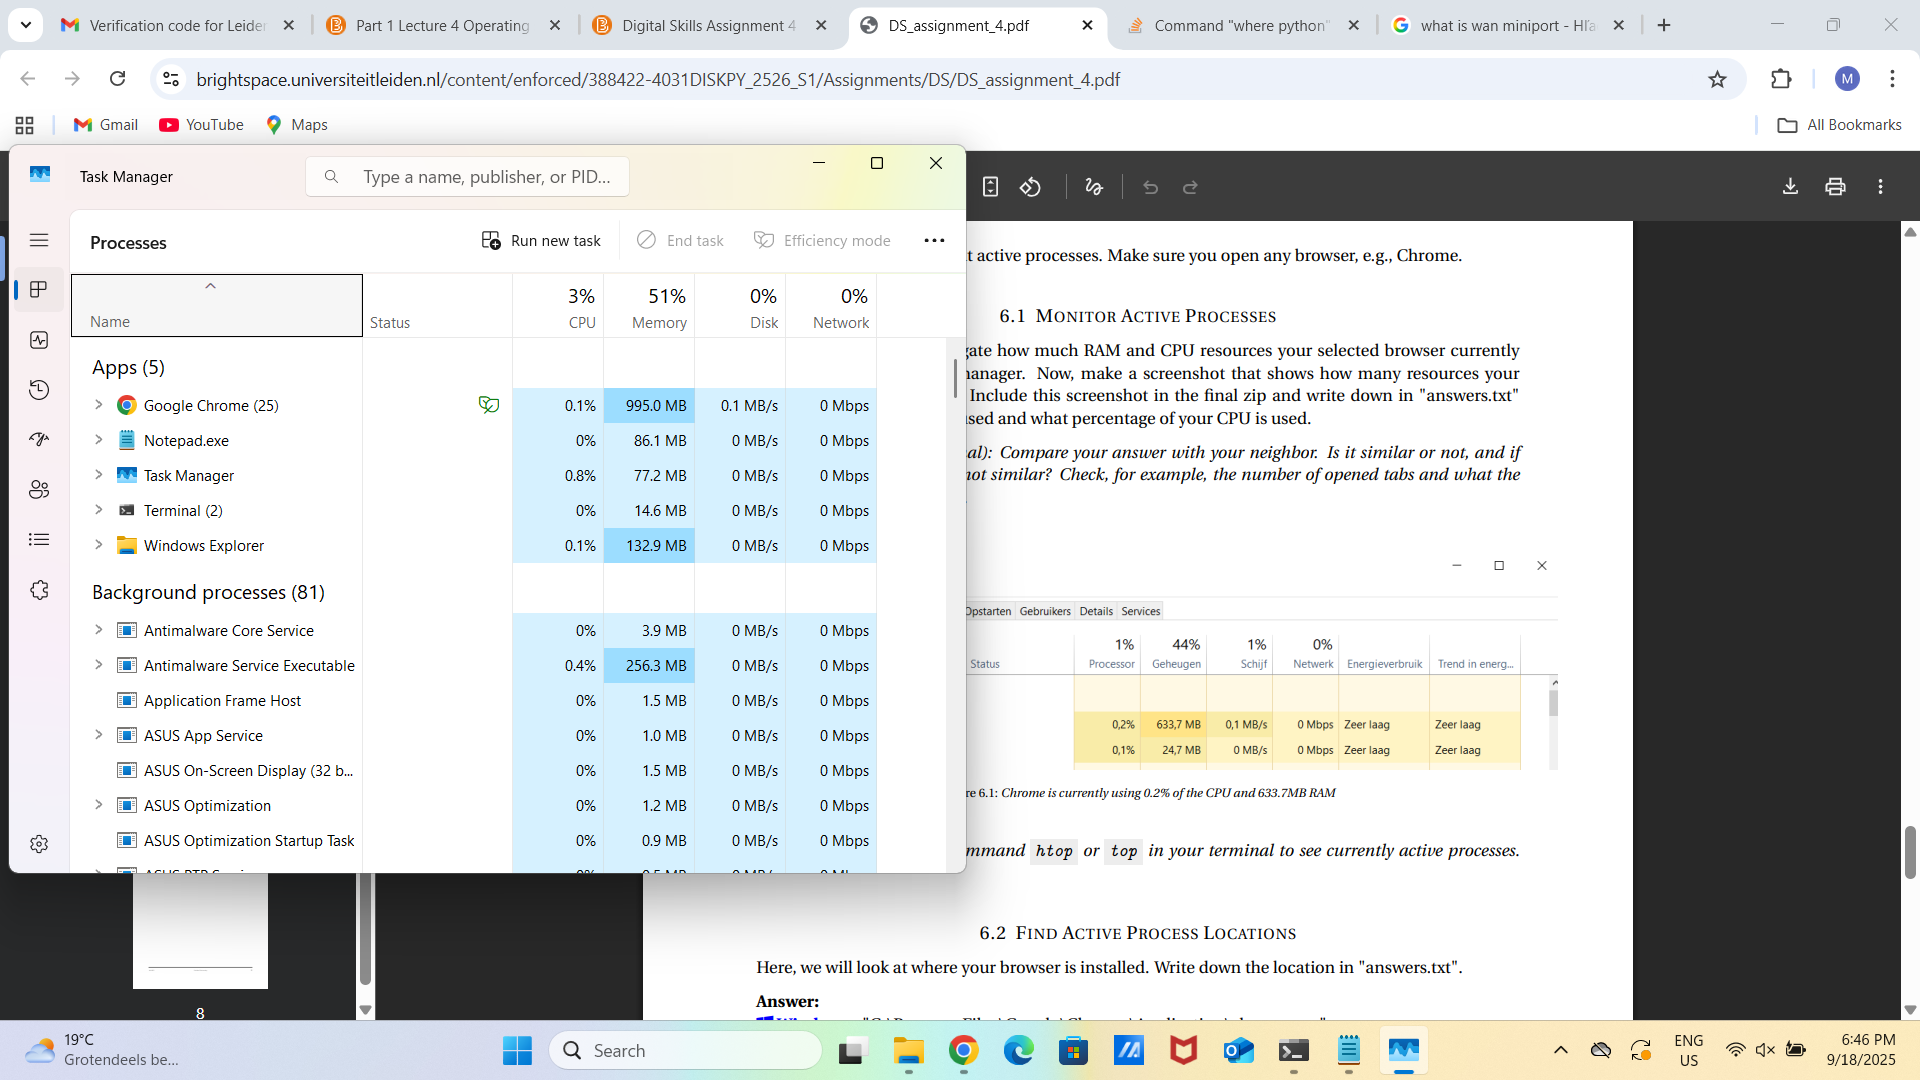 Verification code for Leider
Part 1 Lecture 4 Operating
Digital Skills Assignment 4
DS_assignment_4.pdf
Command "where python"
what is wan miniport - Hľa
brightspace.universiteitleiden.nl/content/enforced/388422-4031DISKPY_2526_S1/Assignments/DS/DS_assignment_4.pdf
M
Gmail
YouTube
Maps
All Bookmarks
Task Manager
Type a name, publisher, or PID...
Processes
Run new task
End task
Efficiency mode
Name
Status
3% CPU
51% Memory
0% Disk
0% Network
Apps (5)
Google Chrome (25) 0.1% 995.0 MB 0.1 MB/s 0 Mbps
Notepad.exe 0% 86.1 MB 0 MB/s 0 Mbps
Task Manager 0.8% 77.2 MB 0 MB/s 0 Mbps
Terminal (2) 0% 14.6 MB 0 MB/s 0 Mbps
Windows Explorer 0.1% 132.9 MB 0 MB/s 0 Mbps
Background processes (81)
Antimalware Core Service 0% 3.9 MB 0 MB/s 0 Mbps
Antimalware Service Executable 0.4% 256.3 MB 0 MB/s 0 Mbps
Application Frame Host 0% 1.5 MB 0 MB/s 0 Mbps
ASUS App Service 0% 1.0 MB 0 MB/s 0 Mbps
ASUS On-Screen Display (32 b... 0% 1.5 MB 0 MB/s 0 Mbps
ASUS Optimization 0% 1.2 MB 0 MB/s 0 Mbps
ASUS Optimization Startup Task 0% 0.9 MB 0 MB/s 0 Mbps
t active processes. Make sure you open any browser, e.g., Chrome.
6.1 MONITOR ACTIVE PROCESSES
gate how much RAM and CPU resources your selected browser currently
manager. Now, make a screenshot that shows how many resources your
Include this screenshot in the final zip and write down in "answers.txt"
used and what percentage of your CPU is used.
al): Compare your answer with your neighbor. Is it similar or not, and if
not similar? Check, for example, the number of opened tabs and what the
Opstarten Gebruikers Details Services
1% 44% 1% 0%
Status Processor Geheugen Schijf Netwerk Energieverbruik Trend in energ...
0,2% 633,7 MB 0,1 MB/s 0 Mbps Zeer laag Zeer laag
0,1% 24,7 MB 0 MB/s 0 Mbps Zeer laag Zeer laag
re 6.1: Chrome is currently using 0.2% of the CPU and 633.7MB RAM
mmand htop or top in your terminal to see currently active processes.
6.2 FIND ACTIVE PROCESS LOCATIONS
Here, we will look at where your browser is installed. Write down the location in "answers.txt".
Answer:
8
19°C
Grotendeels be...
Search
ENG
US
6:46 PM
9/18/2025